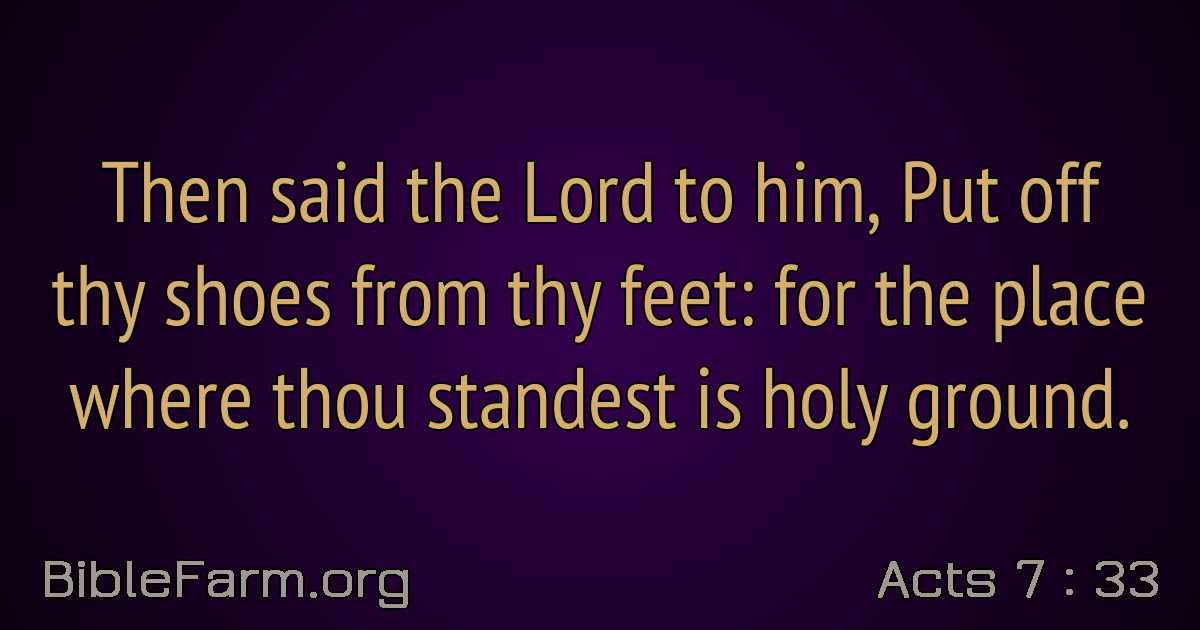 Then said the Lord to him, Put off
thy shoes from thy feet: for the place
where thou standest is holy ground.
BibleFarm.org
Acts 7 : 33